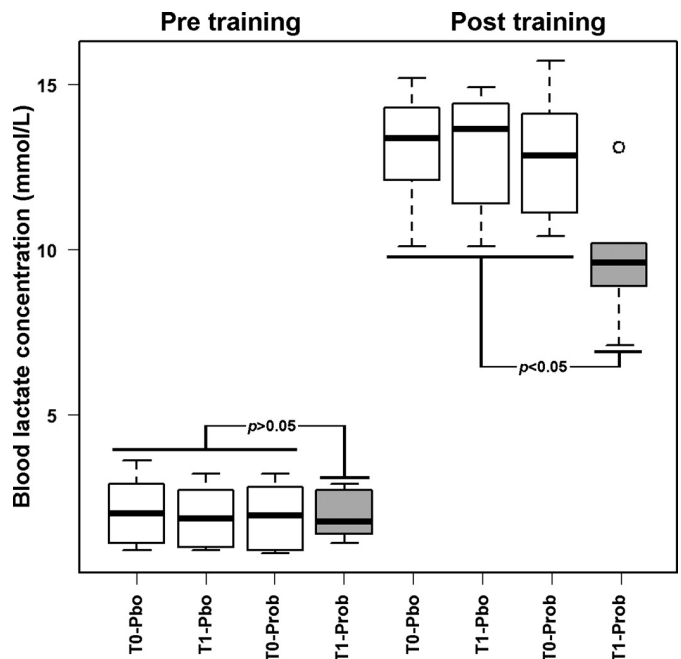 Pre training
Post training
Blood lactate concentration (mmol/L)
15
10
5
p<0.05
p>0.05
T0-Pbo
T1-Pbo
T0-Prob
T1-Prob
T0-Pbo
T1-Pbo
T0-Prob
T1-Prob